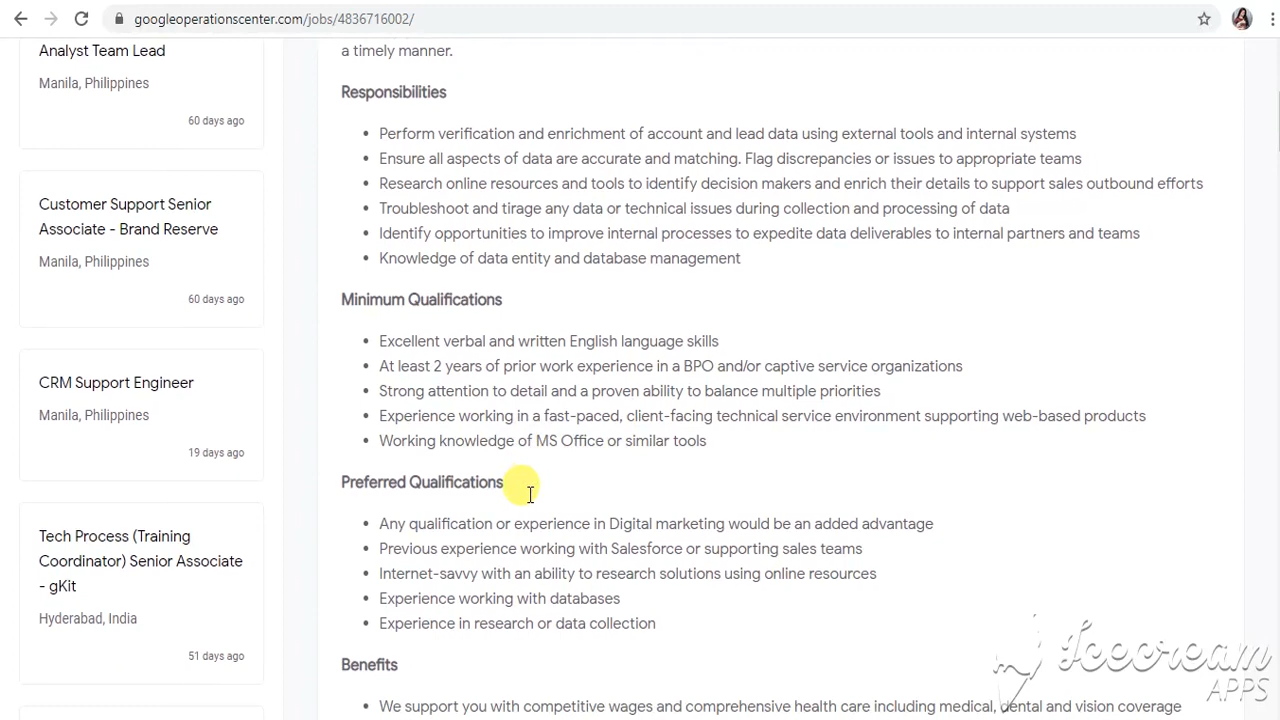 googleoperationscenter.com/jobs/4836716002/
Analyst Team Lead
Manila, Philippines
60 days ago
Customer Support Senior
Associate - Brand Reserve
Manila, Philippines
60 days ago
CRM Support Engineer
Manila, Philippines
19 days ago
Tech Process (Training
Coordinator) Senior Associate
- gKit
Hyderabad, India
51 days ago
a timely manner.
Responsibilities
• Perform verification and enrichment of account and lead data using external tools and internal systems
• Ensure all aspects of data are accurate and matching. Flag discrepancies or issues to appropriate teams
• Research online resources and tools to identify decision makers and enrich their details to support sales outbound efforts
• Troubleshoot and tirage any data or technical issues during collection and processing of data
• Identify opportunities to improve internal processes to expedite data deliverables to internal partners and teams
• Knowledge of data entity and database management
Minimum Qualifications
• Excellent verbal and written English language skills
• At least 2 years of prior work experience in a BPO and/or captive service organizations
• Strong attention to detail and a proven ability to balance multiple priorities
• Experience working in a fast-paced, client-facing technical service environment supporting web-based products
• Working knowledge of MS Office or similar tools
Preferred Qualifications
• Any qualification or experience in Digital marketing would be an added advantage
• Previous experience working with Salesforce or supporting sales teams
• Internet-savvy with an ability to research solutions using online resources
• Experience working with databases
• Experience in research or data collection
Benefits
• We support you with competitive wages and comprehensive health care including medical, dental and vision coverage
Icecream
APPS